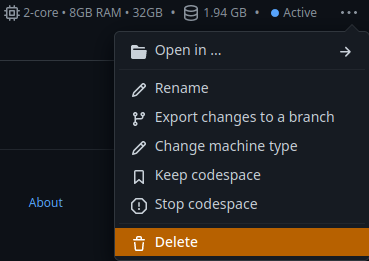 2-core • 8GB RAM • 32GB • 1.94 GB • Active ...
Open in ...
Rename
Export changes to a branch
Change machine type
Keep codespace
About
Stop codespace
Delete